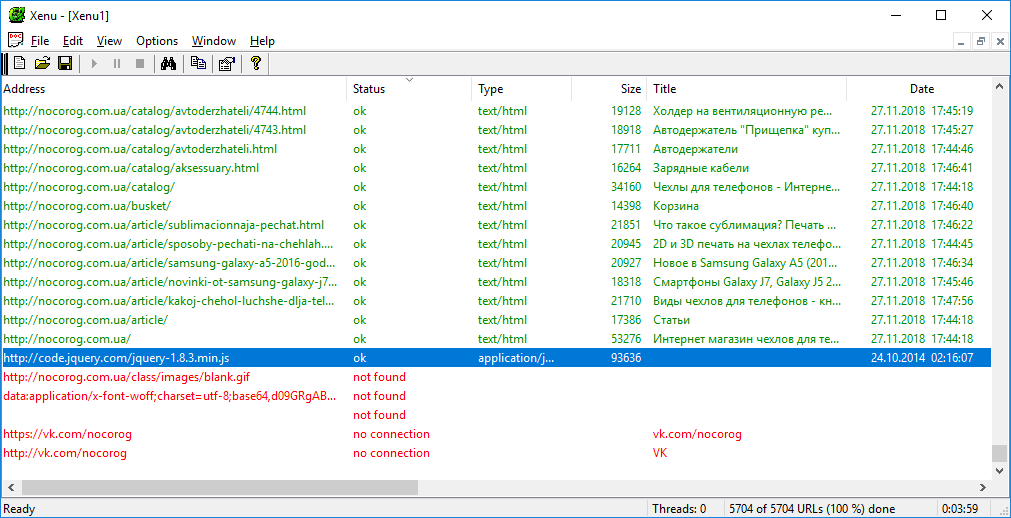 Xenu - [Xenu1]
File Edit View Options Window Help
Address Status Type Size Title Date
http://nocorog.com.ua/catalog/avtoderzhateli/4744.html ok text/html 19128 Холдер на вентиляционную ре... 27.11.2018 17:45:19
http://nocorog.com.ua/catalog/avtoderzhateli/4743.html ok text/html 18918 Автодержатель "Прищепка" куп... 27.11.2018 17:45:27
http://nocorog.com.ua/catalog/avtoderzhateli.html ok text/html 17711 Автодержатели 27.11.2018 17:44:46
http://nocorog.com.ua/catalog/aksessuary.html ok text/html 16264 Зарядные кабели 27.11.2018 17:46:41
http://nocorog.com.ua/catalog/ ok text/html 34160 Чехлы для телефонов - Интерне... 27.11.2018 17:44:18
http://nocorog.com.ua/busket/ ok text/html 14398 Корзина 27.11.2018 17:46:40
http://nocorog.com.ua/article/sublimacionnaja-pechat.html ok text/html 21851 Что такое сублимация? Печать ... 27.11.2018 17:46:22
http://nocorog.com.ua/article/sposoby-pechati-na-chehlah.... ok text/html 20945 2D и 3D печать на чехлах телефо... 27.11.2018 17:44:45
http://nocorog.com.ua/article/samsung-galaxy-a5-2016-god... ok text/html 20927 Новое в Samsung Galaxy A5 (201... 27.11.2018 17:46:34
http://nocorog.com.ua/article/novinki-ot-samsung-galaxy-j7... ok text/html 18318 Смартфоны Galaxy J7, Galaxy J5 2... 27.11.2018 17:45:46
http://nocorog.com.ua/article/kakoj-chehol-luchshe-dlja-tel... ok text/html 21710 Виды чехлов для телефонов - кн... 27.11.2018 17:47:56
http://nocorog.com.ua/article/ ok text/html 17386 Статьи 27.11.2018 17:44:18
http://nocorog.com.ua/ ok text/html 53276 Интернет магазин чехлов для те... 27.11.2018 17:44:18
http://code.jquery.com/jquery-1.8.3.min.js ok application/j... 93636 24.10.2014 02:16:07
http://nocorog.com.ua/class/images/blank.gif not found
data:application/x-font-woff;charset=utf-8;base64,d09GRgAB... not found
not found
https://vk.com/nocorog no connection vk.com/nocorog
http://vk.com/nocorog no connection VK
Ready Threads: 0 5704 of 5704 URLs (100 %) done 0:03:59